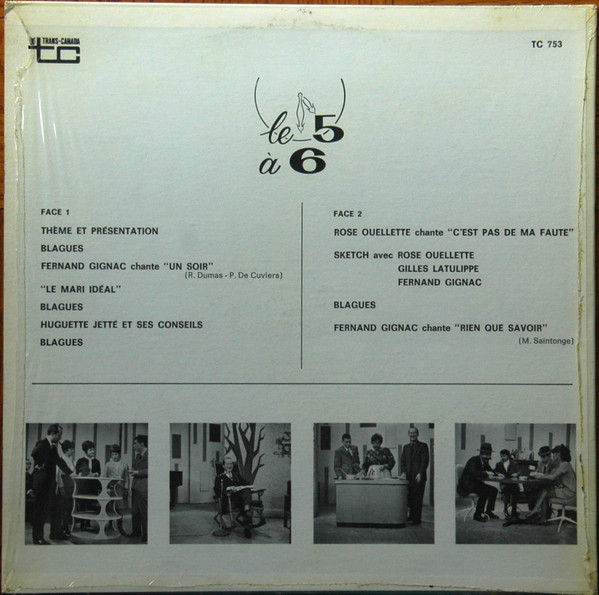 tc TRANS-CANADA
TC 753
le 5
à 6
FACE 1
THÈME ET PRÉSENTATION
BLAGUES
FERNAND GIGNAC chante "UN SOIR"
(R. Dumas - P. De Cuviers)
"LE MARI IDÉAL"
BLAGUES
HUGUETTE JETTÉ ET SES CONSEILS
BLAGUES
FACE 2
ROSE OUELLETTE chante "C'EST PAS DE MA FAUTE"
SKETCH avec ROSE OUELLETTE
GILLES LATULIPPE
FERNAND GIGNAC
BLAGUES
FERNAND GIGNAC chante "RIEN QUE SAVOIR"
(M. Saintonge)